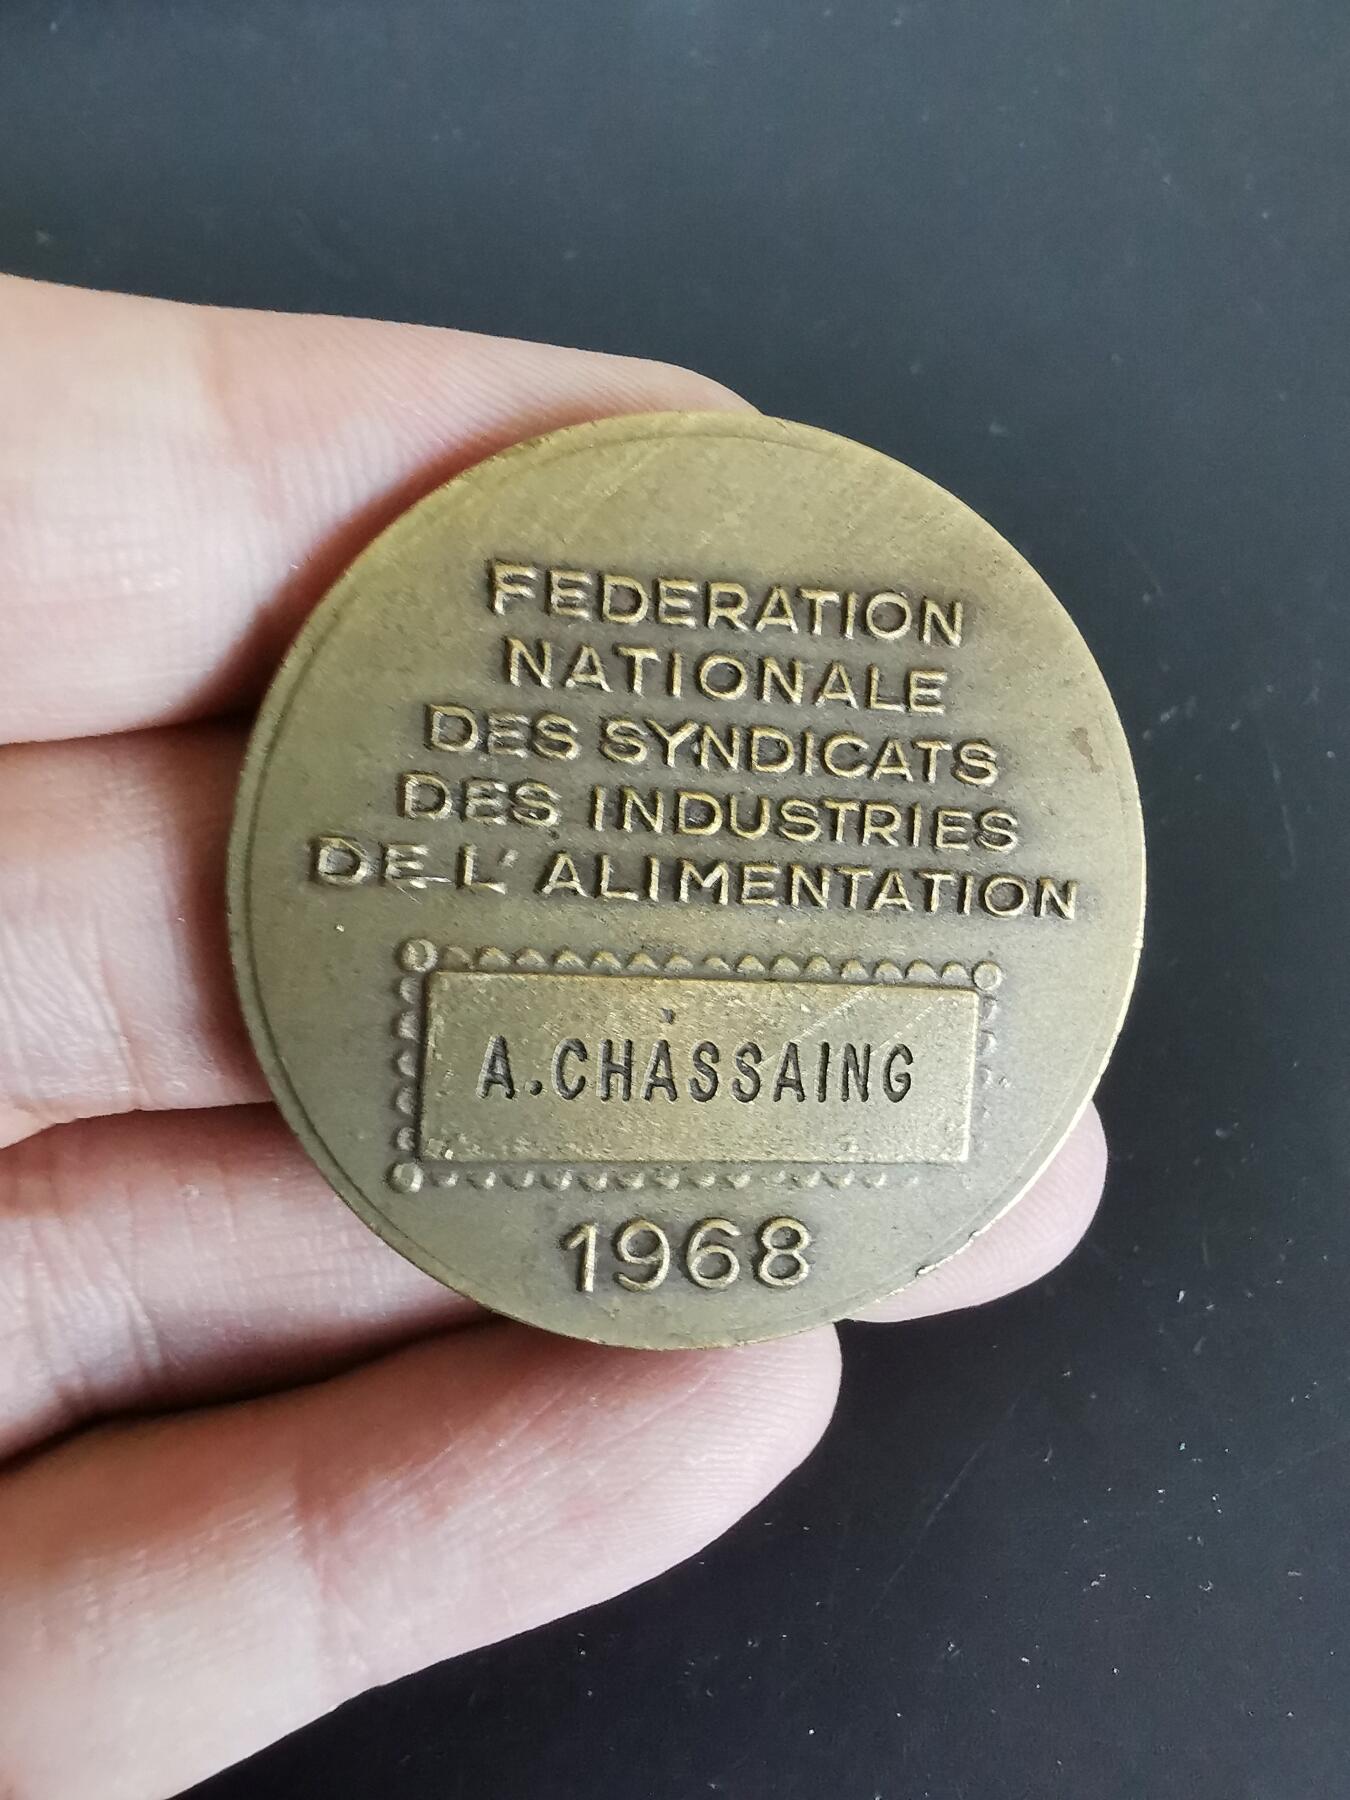 FEDERATION
NATIONALE
DES SYNDICATS
DES INDUSTRIES
DE L'ALIMENTATION
A.CHASSAING
1968